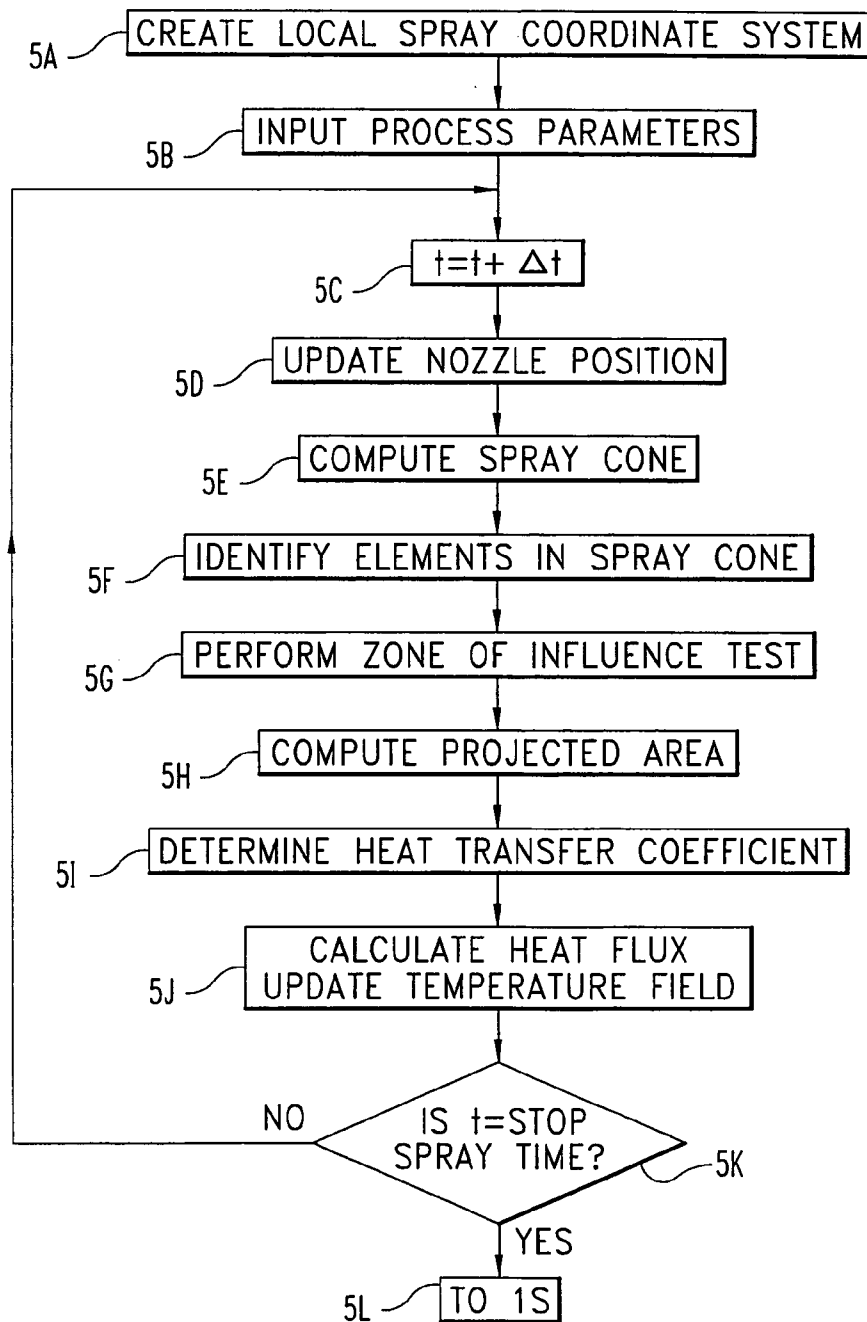 CREATE LOCAL SPRAY COORDINATE SYSTEM
5A
INPUT PROCESS PARAMETERS
5B
t=t+ Δt
5C
UPDATE NOZZLE POSITION
5D
COMPUTE SPRAY CONE
5E
IDENTIFY ELEMENTS IN SPRAY CONE
5F
PERFORM ZONE OF INFLUENCE TEST
5G
COMPUTE PROJECTED AREA
5H
DETERMINE HEAT TRANSFER COEFFICIENT
5I
CALCULATE HEAT FLUX
UPDATE TEMPERATURE FIELD
5J
NO
IS t=STOP
SPRAY TIME?
5K
YES
TO 1S
5L